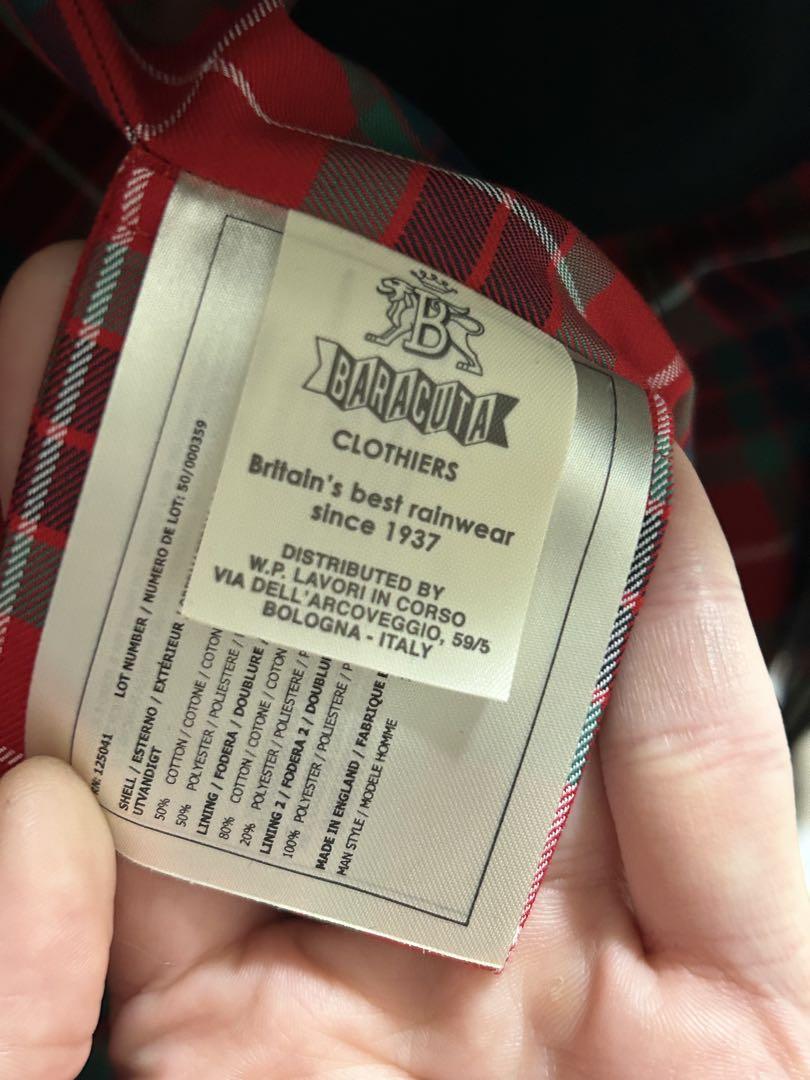 B
BARACUTA
CLOTHIERS
Britain's best rainwear
since 1937
DISTRIBUTED BY
W.P. LAVORI IN CORSO
VIA DELL'ARCOVEGGIO, 59/5
BOLOGNA - ITALY
125041 LOT NUMBER / NUMERO DE LOT: 50/000359
SHELL / ESTERNO / EXTÉRIEUR /
UTVANDIGT
50% COTTON / COTONE / COTON
50% POLYESTER / POLIESTERE /
LINING / FODERA / DOUBLURE /
80% COTTON / COTONE / COTON
20% POLYESTER / POLIESTERE /
LINING 2 / FODERA 2 /
100% POLYESTER / POLIESTERE /
MADE IN ENGLAND / FABRIQUE
MAN STYLE / MODELE HOMME